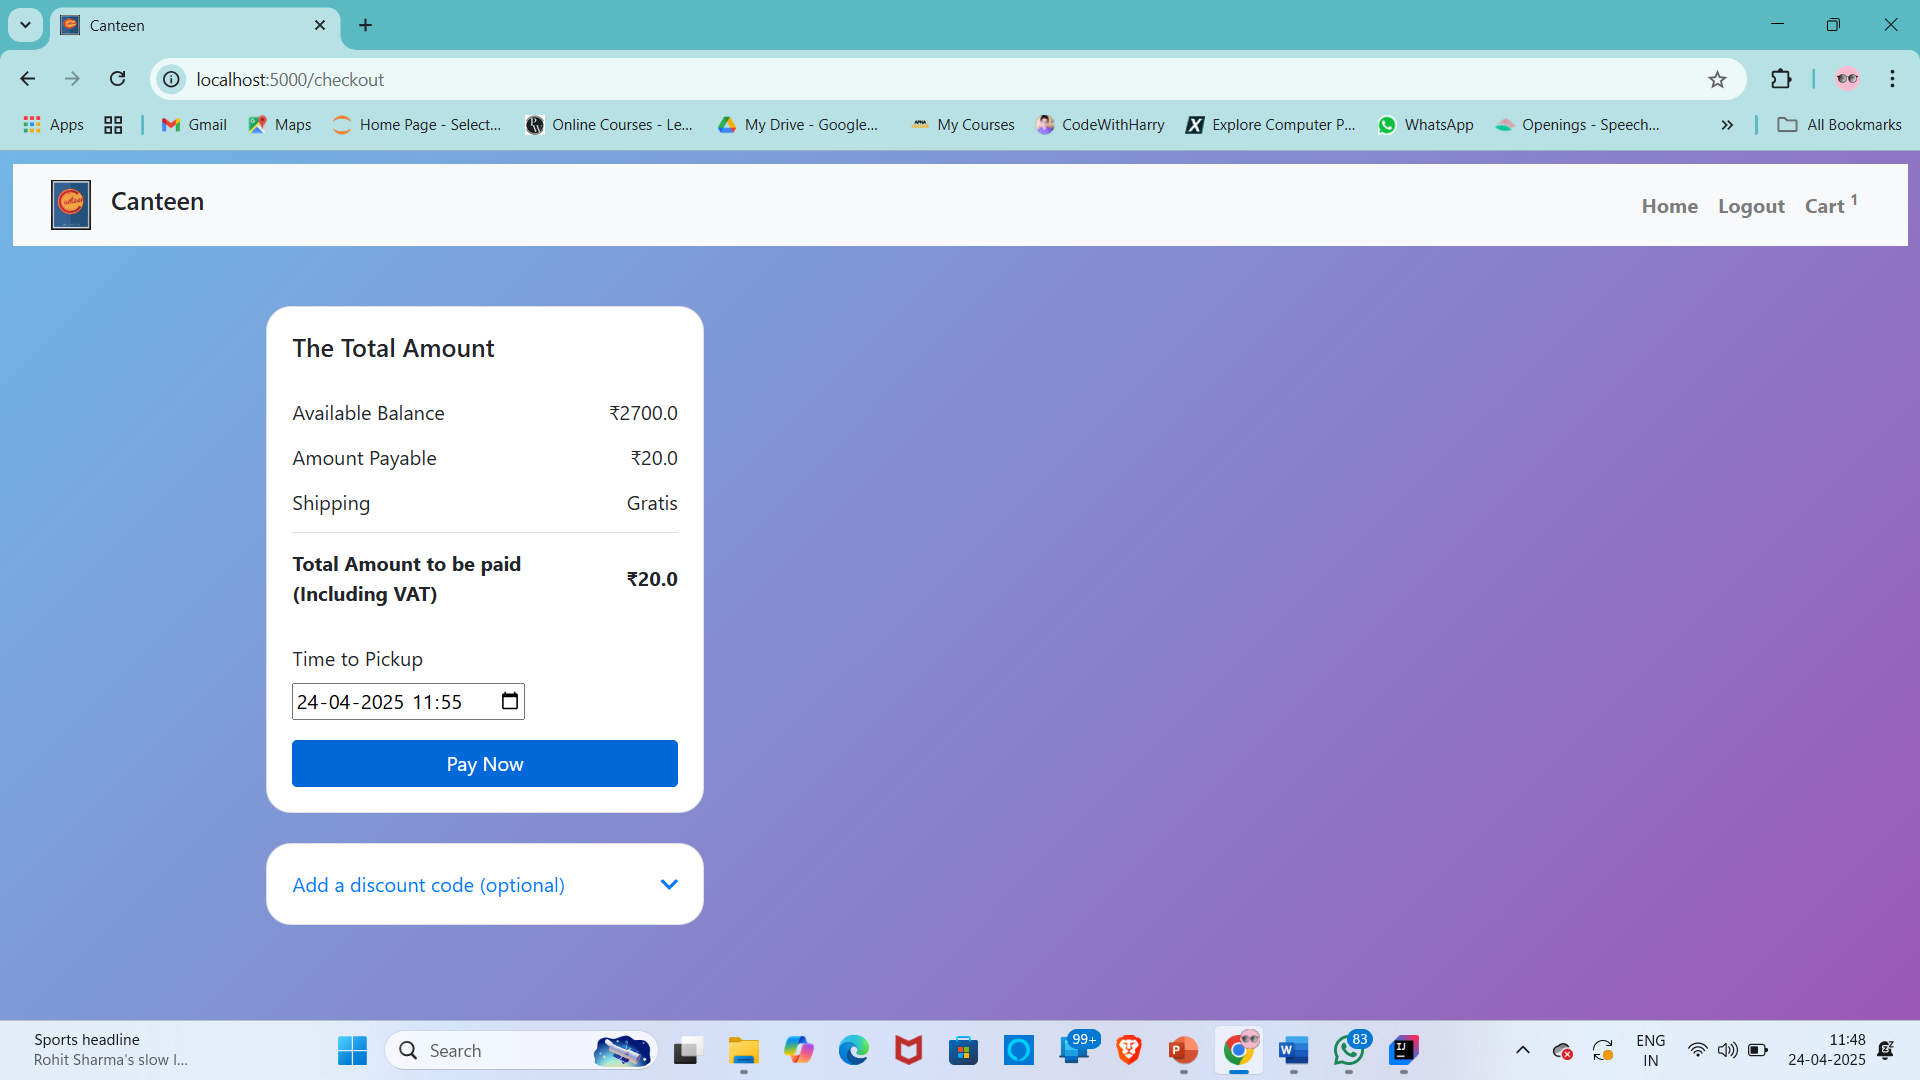 Canteen
localhost:5000/checkout
Apps
Gmail
Maps
Home Page - Select...
Online Courses - Le...
My Drive - Google...
My Courses
CodeWithHarry
Explore Computer P...
WhatsApp
Openings - Speech...
All Bookmarks
Canteen
Home
Logout
Cart 1
The Total Amount
Available Balance ₹2700.0
Amount Payable ₹20.0
Shipping Gratis
Total Amount to be paid
(Including VAT) ₹20.0
Time to Pickup
24-04-2025 11:55
Pay Now
Add a discount code (optional)
Sports headline
Rohit Sharma's slow l...
Search
99+
83
ENG
IN
11:48
24-04-2025